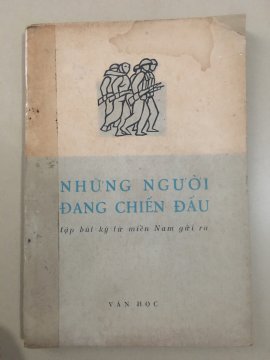 NHỮNG NGƯỜI
ĐANG CHIẾN ĐẤU
tập bút ký từ miền Nam gửi ra
VĂN HỌC